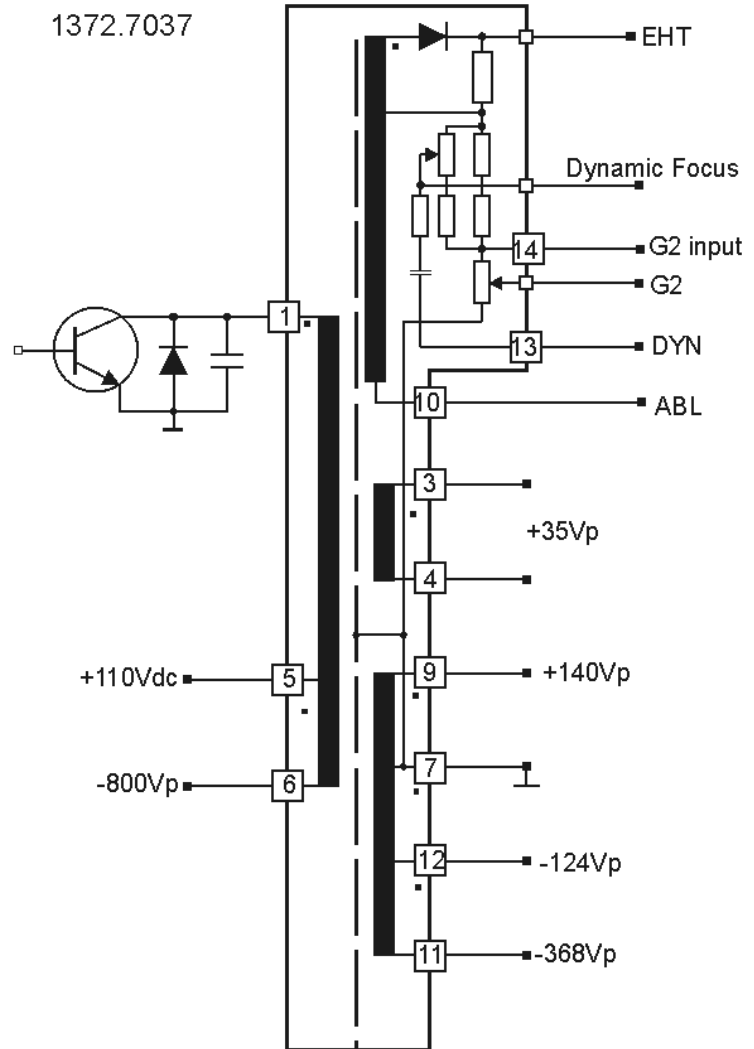 1372.7037
EHT
Dynamic Focus
14
G2 input
G2
1
13
DYN
10
ABL
3
+35Vp
4
+110Vdc
5
9
+140Vp
-800Vp
6
7
12
-124Vp
11
-368Vp